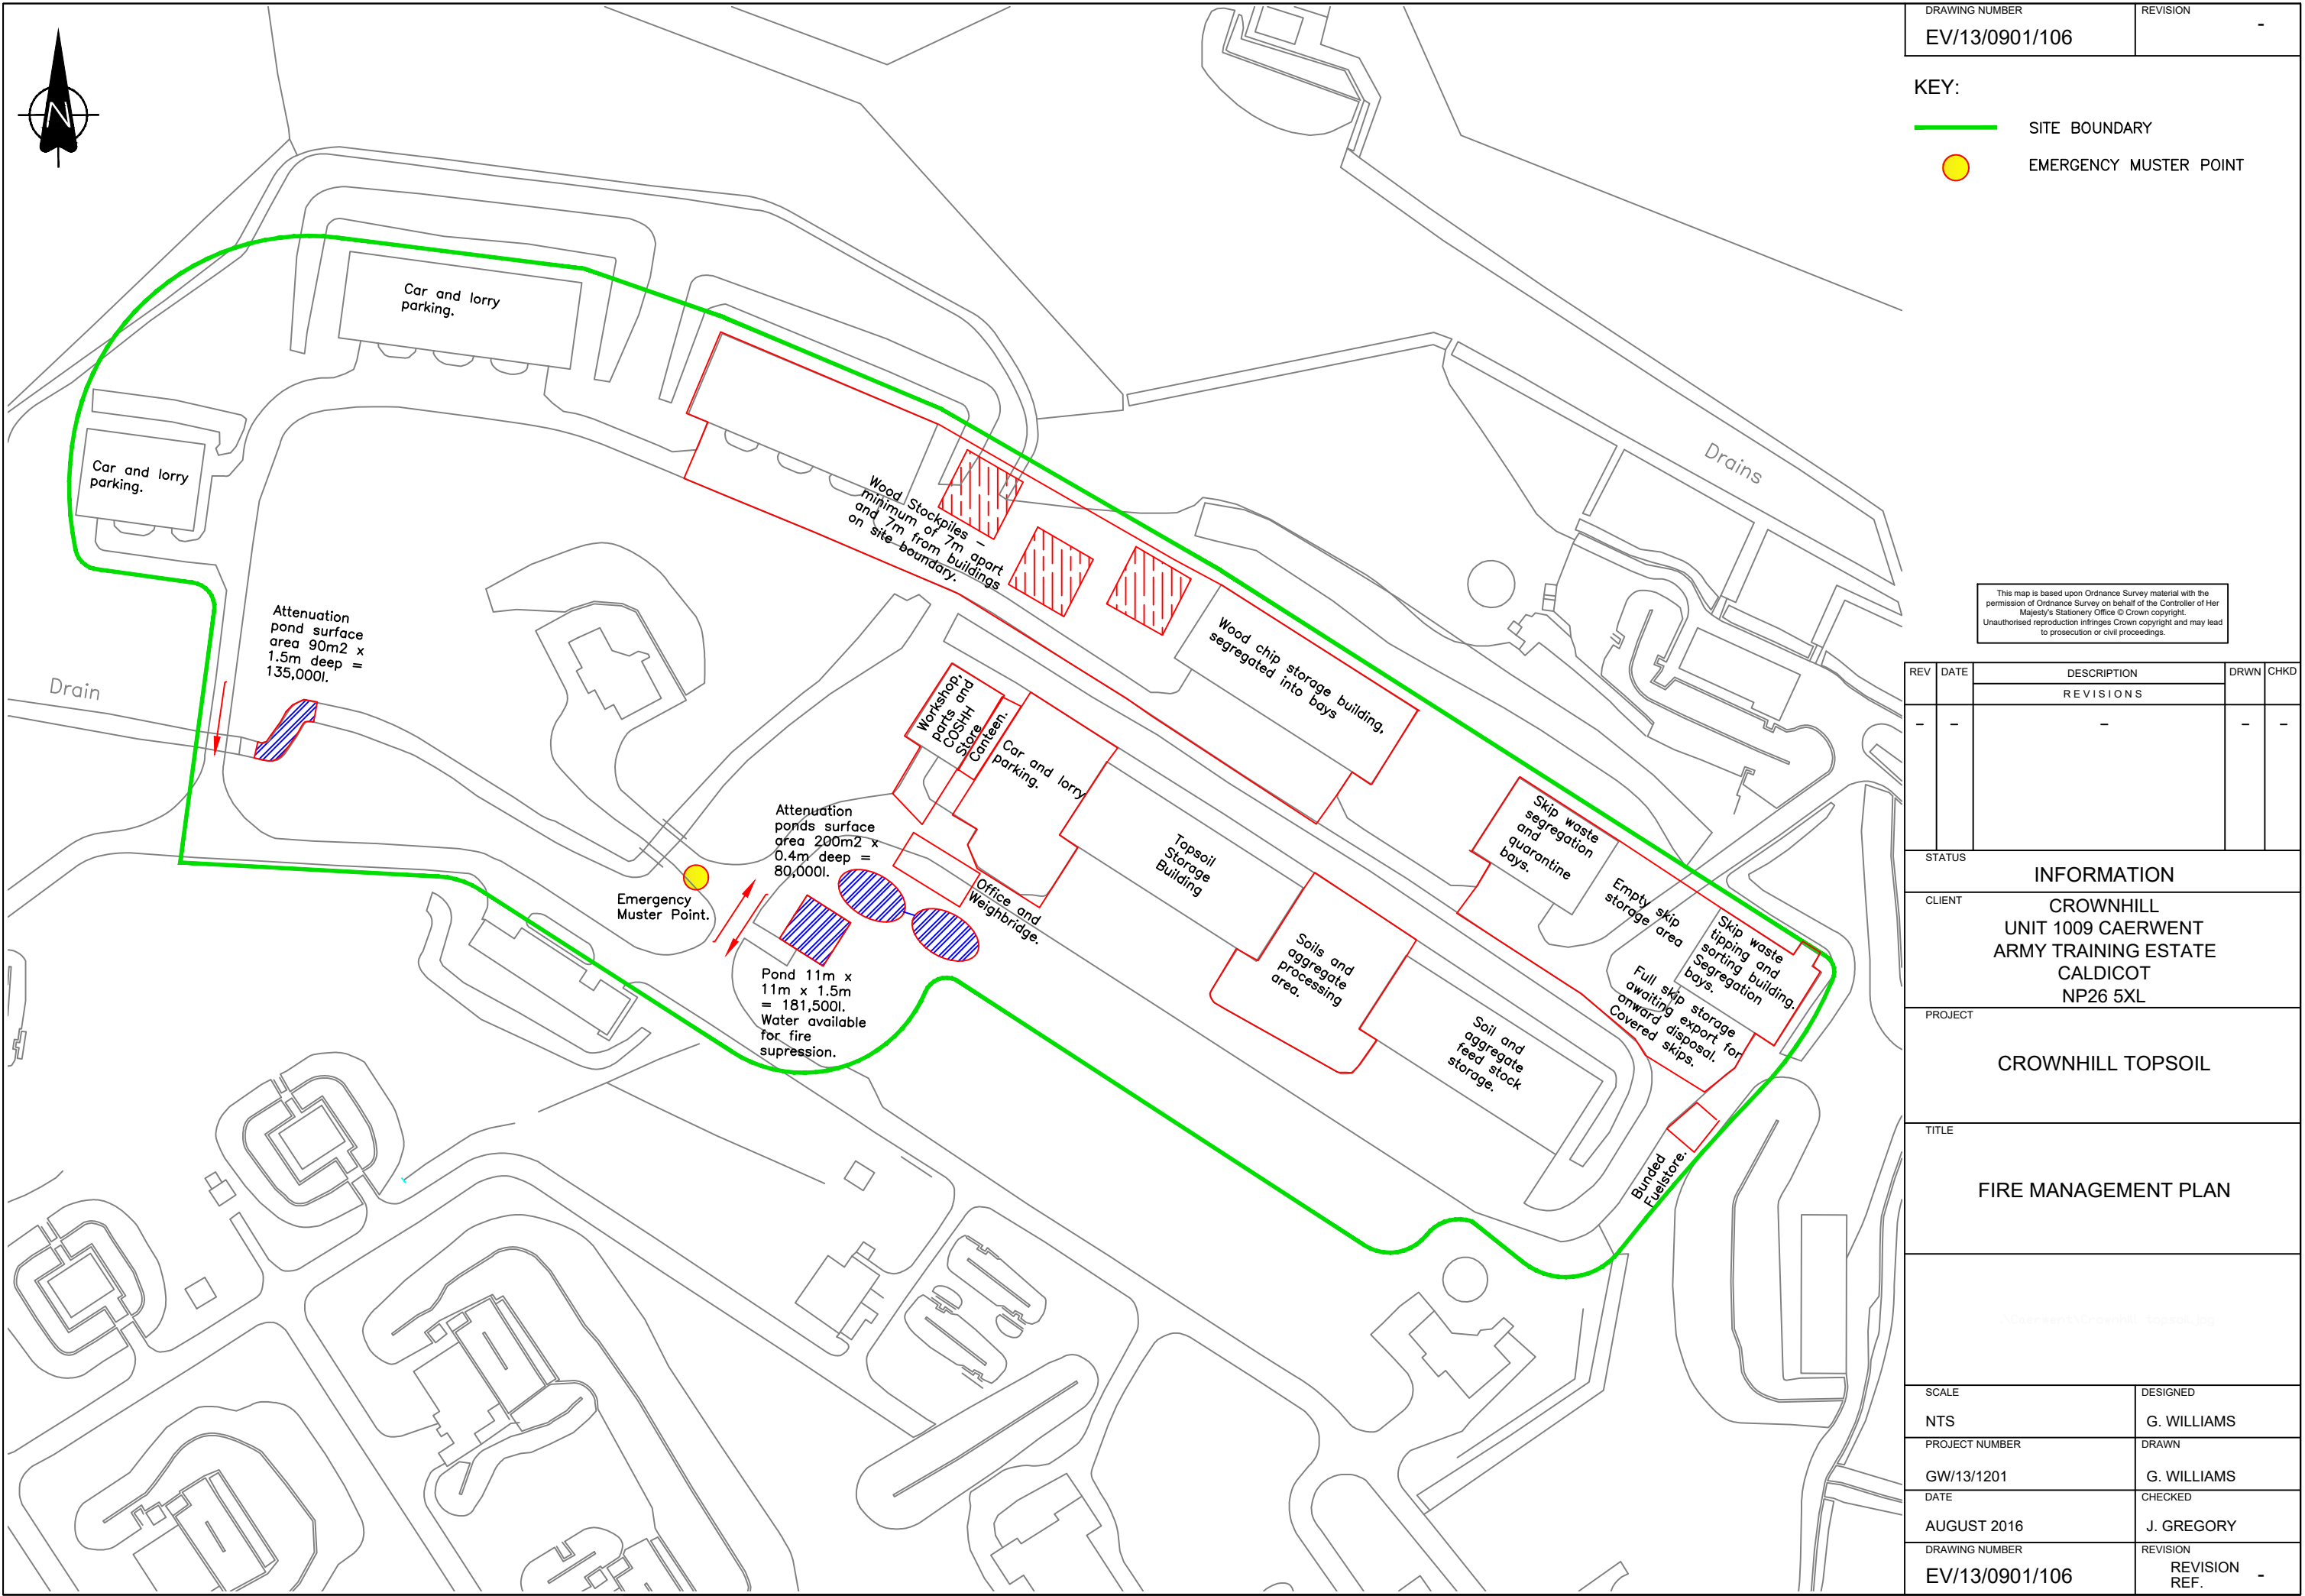 DRAWING NUMBER
EV/13/0901/106
REVISION
-
KEY:
SITE BOUNDARY
EMERGENCY MUSTER POINT
N
Car and lorry
parking.
Car and lorry
parking.
Drains
Wood Stockpiles –
minimum of 7m apart
and 7m from buildings
on site boundary.
Attenuation
pond surface
area 90m2 x
1.5m deep =
135,000l.
Drain
Wood chip storage building,
segregated into bays
Workshop,
parts and
COSHH
Store
Canteen.
Car and lorry
parking.
Attenuation
ponds surface
area 200m2 x
0.4m deep =
80,000l.
Emergency
Muster Point.
Office and
Weighbridge.
Pond 11m x
11m x 1.5m
= 181,500l.
Water available
for fire
supression.
Topsoil
Storage
Building
Skip waste
segregation
and
quarantine
bays.
Empty skip
storage area
Skip waste
tipping and
sorting building.
Segregation
bays.
Full skip storage
awaiting export for
onward disposal.
Covered skips.
Soils and
aggregate
processing
area.
Soil and
aggregate
feed stock
storage.
Bunded
Fuelstore.
This map is based upon Ordnance Survey material with the
permission of Ordnance Survey on behalf of the Controller of Her
Majesty's Stationery Office © Crown copyright.
Unauthorised reproduction infringes Crown copyright and may lead
to prosecution or civil proceedings.
REV DATE DESCRIPTION DRWN CHKD
REVISIONS
– – – – –
STATUS
INFORMATION
CLIENT
CROWNHILL
UNIT 1009 CAERWENT
ARMY TRAINING ESTATE
CALDICOT
NP26 5XL
PROJECT
CROWNHILL TOPSOIL
TITLE
FIRE MANAGEMENT PLAN
SCALE
NTS
DESIGNED
G. WILLIAMS
PROJECT NUMBER
GW/13/1201
DRAWN
G. WILLIAMS
DATE
AUGUST 2016
CHECKED
J. GREGORY
DRAWING NUMBER
EV/13/0901/106
REVISION
REVISION
REF. -